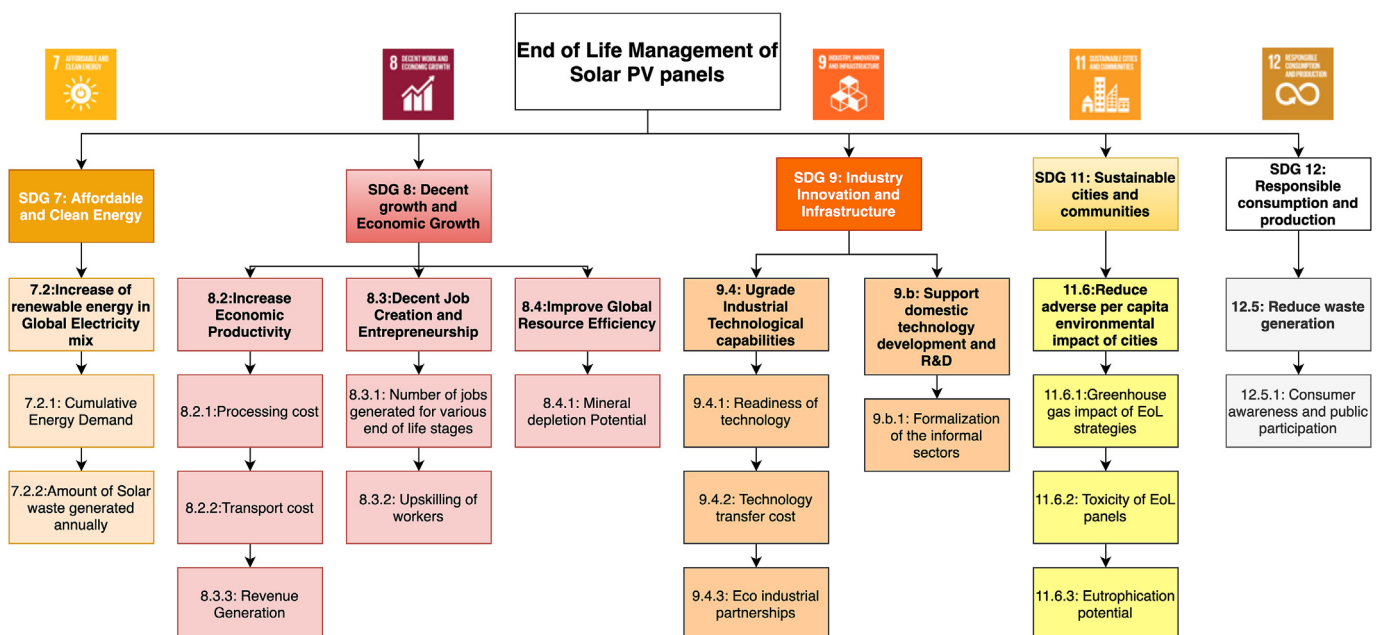 End of Life Management of
Solar PV panels
7 AFFORDABLE AND
CLEAN ENERGY
8 DECENT WORK AND
ECONOMIC GROWTH
9 INDUSTRY, INNOVATION
AND INFRASTRUCTURE
11 SUSTAINABLE CITIES
AND COMMUNITIES
12 RESPONSIBLE
CONSUMPTION
AND PRODUCTION
SDG 7: Affordable
and Clean Energy
SDG 8: Decent
growth and
Economic Growth
SDG 9: Industry
Innovation and
Infrastructure
SDG 11: Sustainable
cities and
communities
SDG 12:
Responsible
consumption and
production
7.2:Increase of
renewable energy in
Global Electricity
mix
8.2:Increase
Economic
Productivity
8.3:Decent Job
Creation and
Entrepreneurship
8.4:Improve Global
Resource Efficiency
9.4: Ugrade
Industrial
Technological
capabilities
9.b: Support
domestic
technology
development and
R&D
11.6:Reduce
adverse per capita
environmental
impact of cities
12.5: Reduce waste
generation
7.2.1: Cumulative
Energy Demand
8.2.1:Processing cost
8.3.1: Number of jobs
generated for various
end of life stages
8.4.1: Mineral
depletion Potential
9.4.1: Readiness of
technology
9.b.1: Formalization
of the informal
sectors
11.6.1:Greenhouse
gas impact of EoL
strategies
12.5.1: Consumer
awareness and public
participation
7.2.2:Amount of Solar
waste generated
annually
8.2.2:Transport cost
8.3.2: Upskilling of
workers
9.4.2: Technology
transfer cost
11.6.2: Toxicity of EoL
panels
8.3.3: Revenue
Generation
9.4.3: Eco industrial
partnerships
11.6.3: Eutrophication
potential